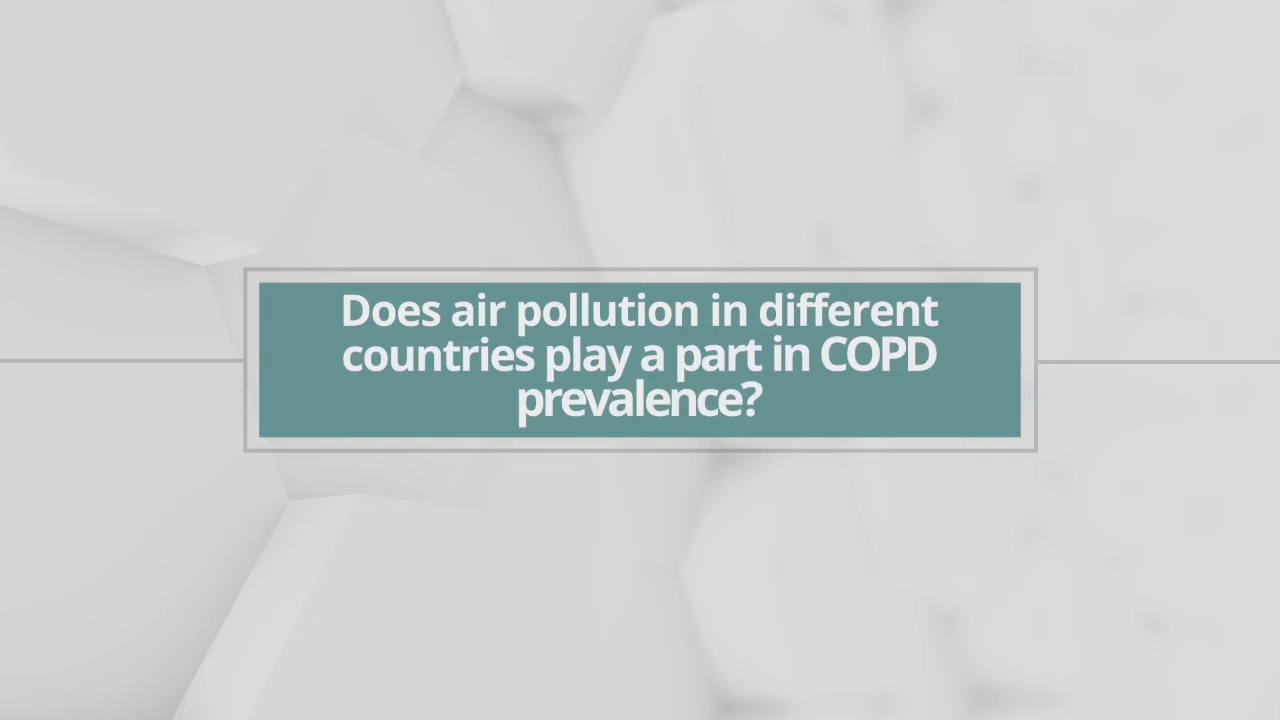 Does air pollution in different
countries play a part in COPD
prevalence?